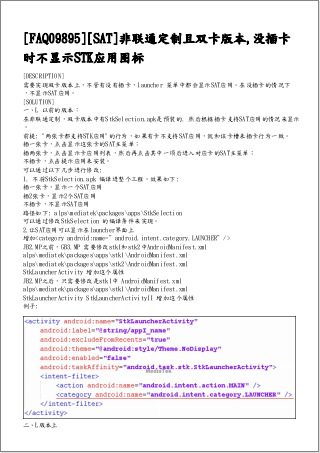 [FAQ09895][SAT]非联通定制且双卡版本,没插卡
时不显示STK应用图标
[DESCRIPTION]
需要实现双卡版本上,不管有没有插卡,launcher 菜单中都会显示SAT应用。在没插卡的情况下
,不显示SAT应用。
[SOLUTION]
一、L 以前的版本：
在非联通定制,双卡版本中有StkSelection.apk是预装的, 然后根据插卡支持SAT应用的情况来显示
。
前提: "两张卡都支持STK应用"的行为,如果有卡不支持SAT应用,就和该卡槽未插卡行为一致。
插一张卡,点击显示这张卡的SAT主菜单;
插两张卡,点击显示卡应用列表,然后再点击其中一项后进入对应卡的SAT主菜单;
不插卡,点击提示应用未安装。
可以通过以下几步进行修改:
1. 不将StkSelection.apk 编译进整个工程,效果如下:
插一张卡,显示一个SAT应用
插2张卡,显示2个SAT应用
不插卡,不显示SAT应用
路径如下: alps\mediatek\packages\apps\StkSelection
可以通过修改StkSelection 的编译条件来实现。
2.让SAT应用可以显示在launcher界面上
增加<category android:name="android.intent.category.LAUNCHER" />
JB2.MP之前, GB3.MP 需要修改stk1和stk2中AndroidManifest.xml
alps\mediatek\packages\apps\stk1\AndroidManifest.xml
alps\mediatek\packages\apps\stk2\AndroidManifest.xml
StkLauncherActivity 增加这个属性
JB2.MP之后, 只需要修改是stk1中 AndroidManifest.xml
alps\mediatek\packages\apps\stk1\AndroidManifest.xml
StkLauncherActivity StkLauncherActivityII 增加这个属性
例子:
<activity android:name="StkLauncherActivity"
android:label="@string/appI_name"
android:excludeFromRecents="true"
android:theme="@android:style/Theme.NoDisplay"
android:enabled="false"
android:taskAffinity="android.task.stk.StkLauncherActivity">
<intent-filter>
<action android:name="android.intent.action.MAIN" />
<category android:name="android.intent.category.LAUNCHER" />
</intent-filter>
</activity>
二、L版本上